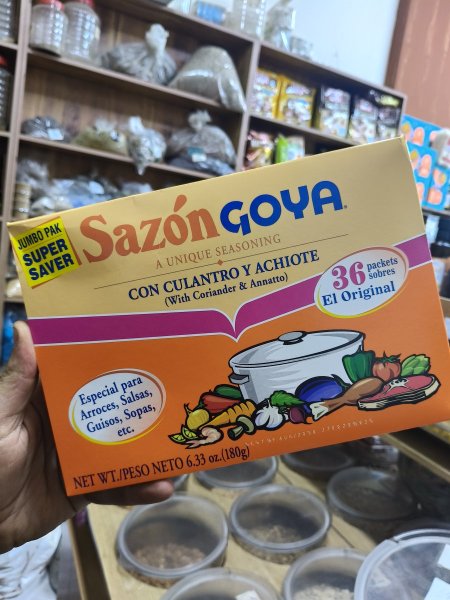 JUMBO PAK
SUPER
SAVER
Sazón GOYA®
A UNIQUE SEASONING
CON CULANTRO Y ACHIOTE
(With Coriander & Annatto)
36 packets sobres
El Original
Especial para
Arroces, Salsas,
Guisos, Sopas,
etc.
NET WT./PESO NETO 6.33 oz.(180g)